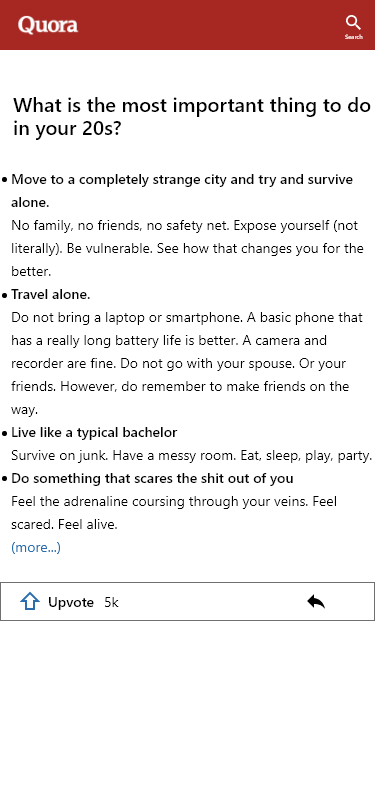 Quora
Search
What is the most important thing to do
in your 20s?
• Move to a completely strange city and try and survive
alone.
No family, no friends, no safety net. Expose yourself (not
literally). Be vulnerable. See how that changes you for the
better.
• Travel alone.
Do not bring a laptop or smartphone. A basic phone that
has a really long battery life is better. A camera and
recorder are fine. Do not go with your spouse. Or your
friends. However, do remember to make friends on the
way.
• Live like a typical bachelor
Survive on junk. Have a messy room. Eat, sleep, play, party.
• Do something that scares the shit out of you
Feel the adrenaline coursing through your veins. Feel
scared. Feel alive.
(more...)
Upvote 5k